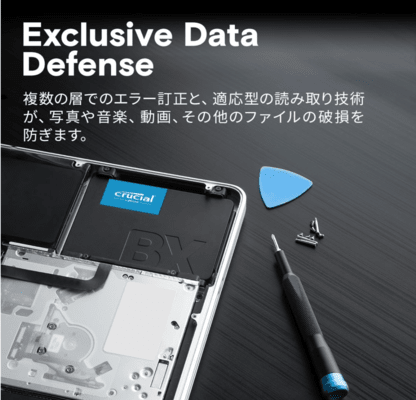 Exclusive Data
Defense
複数の層でのエラー訂正と、適応型の読み取り技術
が、写真や音楽、動画、その他のファイルの破損を
防ぎます。
crucial
BX